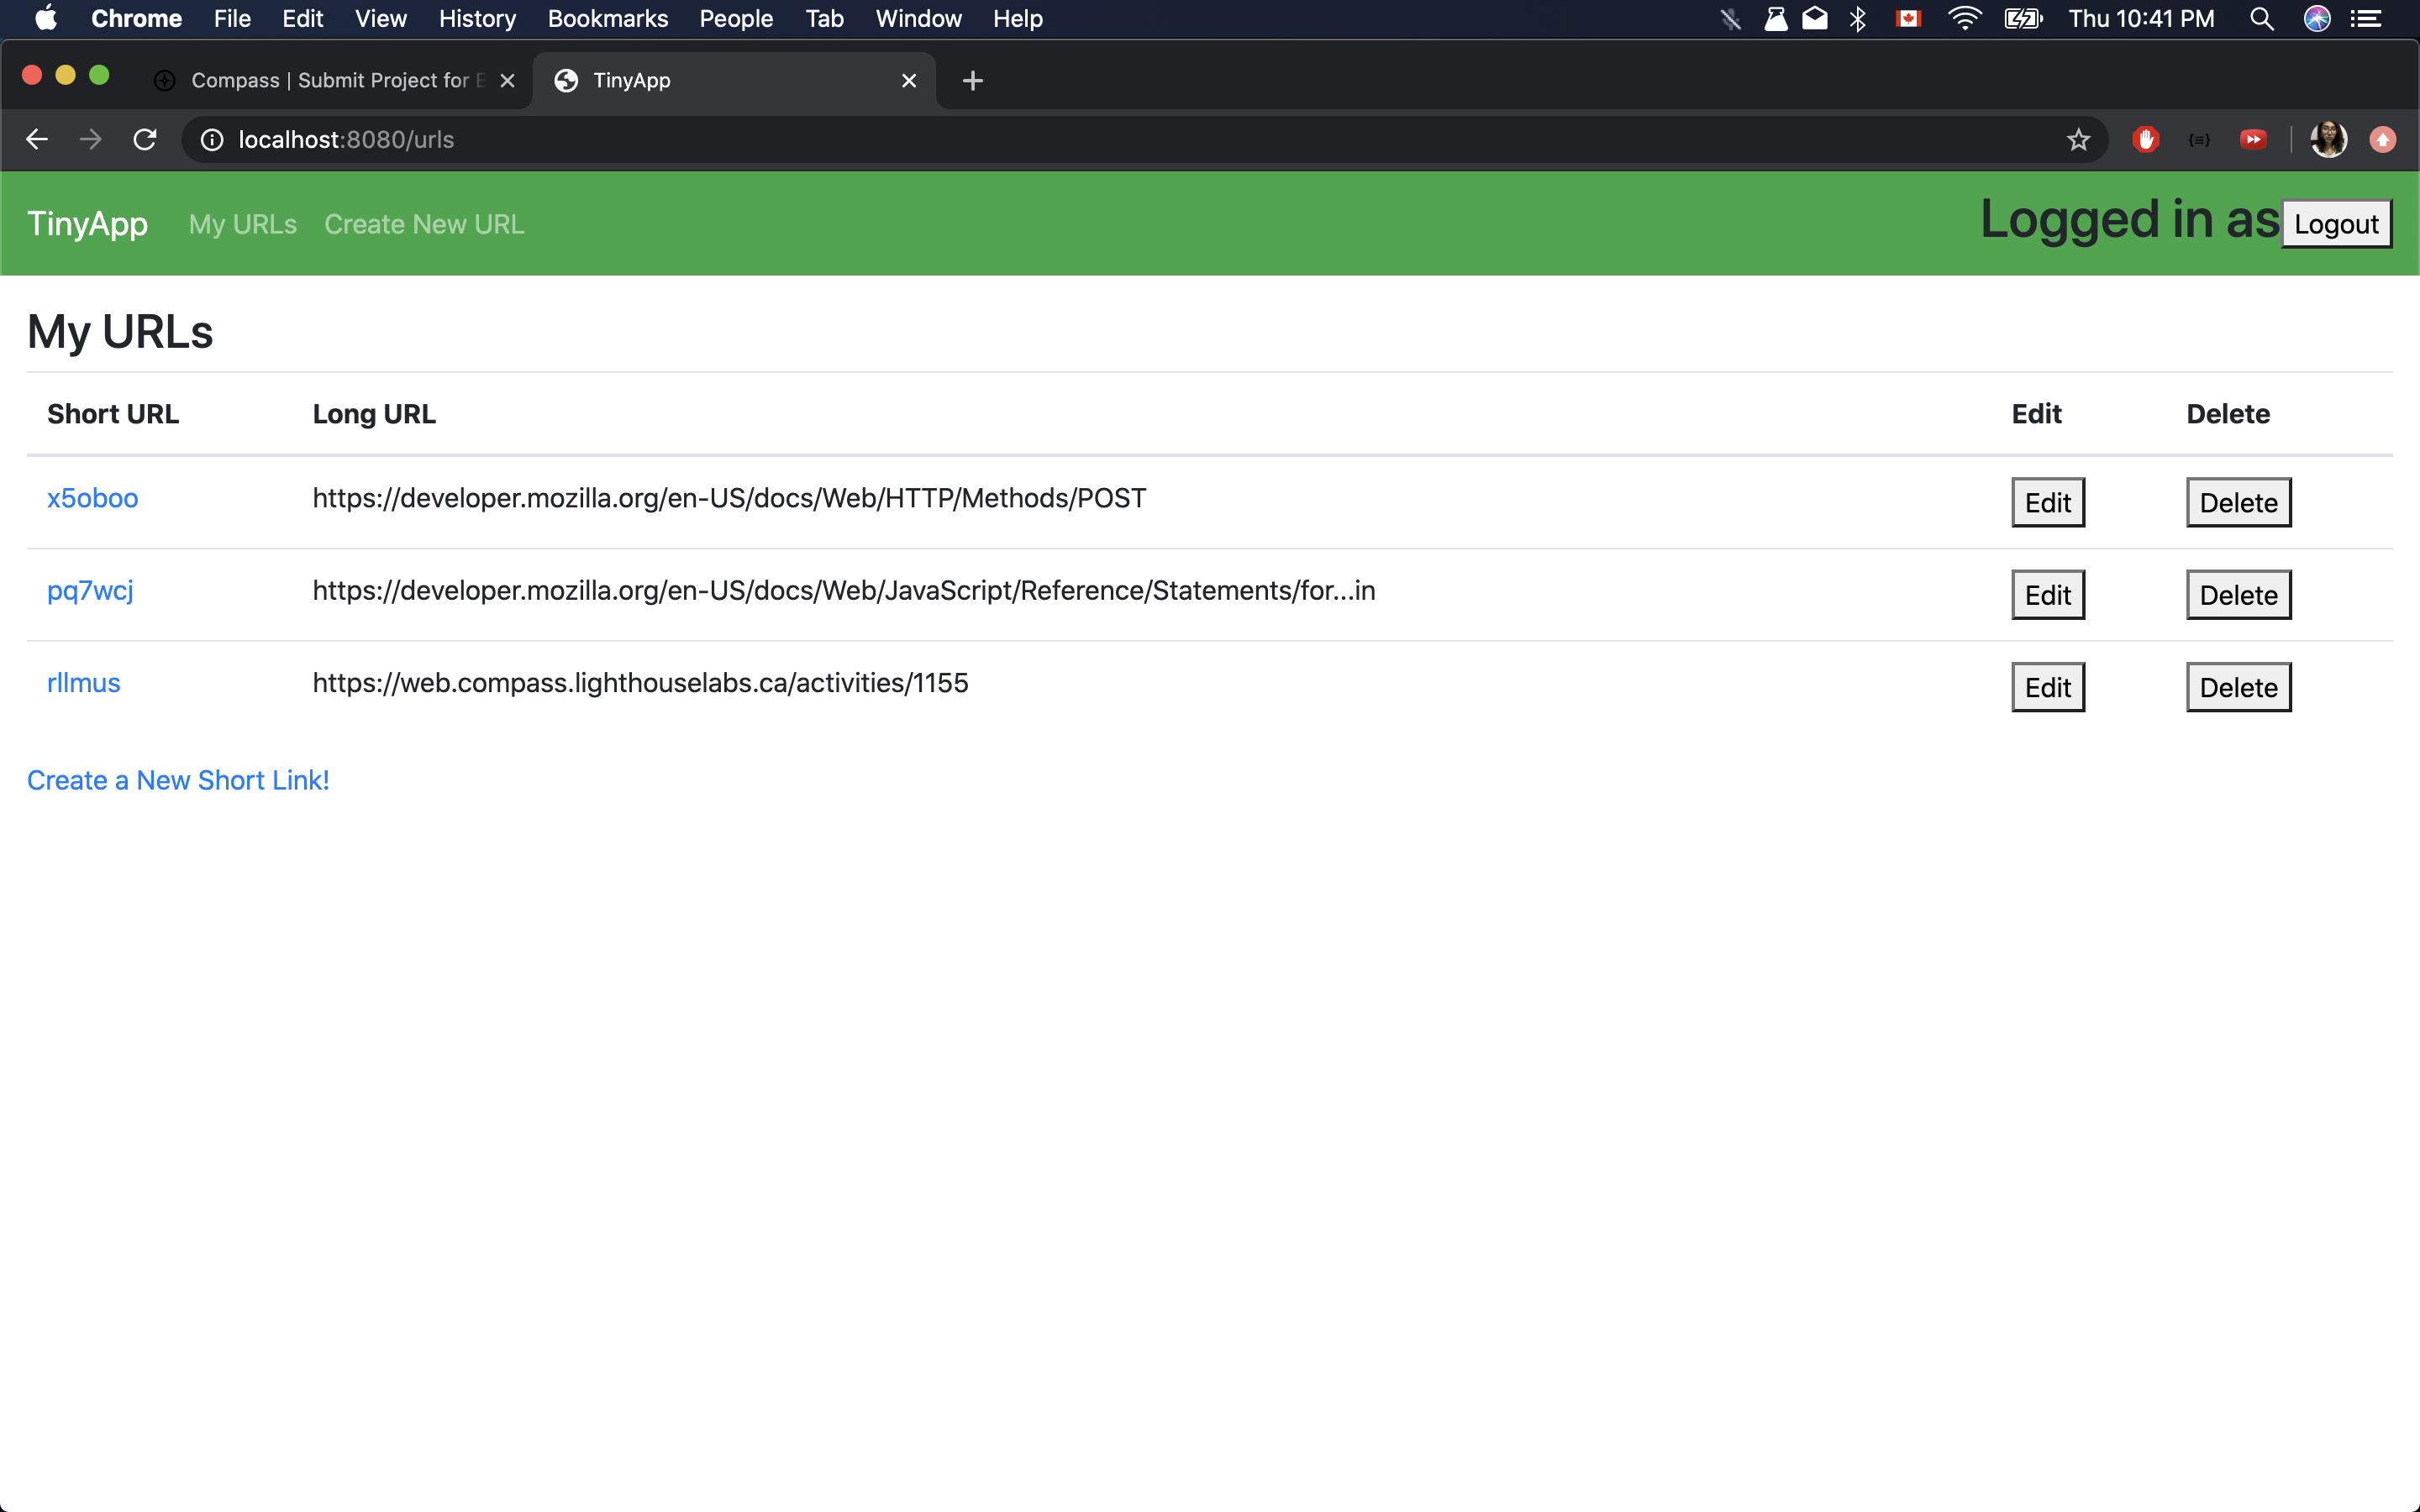 Chrome File Edit View History Bookmarks People Tab Window Help Thu 10:41 PM
Compass | Submit Project for E TinyApp
localhost:8080/urls
TinyApp My URLs Create New URL Logged in as Logout
My URLs
Short URL Long URL Edit Delete
x5oboo https://developer.mozilla.org/en-US/docs/Web/HTTP/Methods/POST Edit Delete
pq7wcj https://developer.mozilla.org/en-US/docs/Web/JavaScript/Reference/Statements/for...in Edit Delete
rllmus https://web.compass.lighthouselabs.ca/activities/1155 Edit Delete
Create a New Short Link!